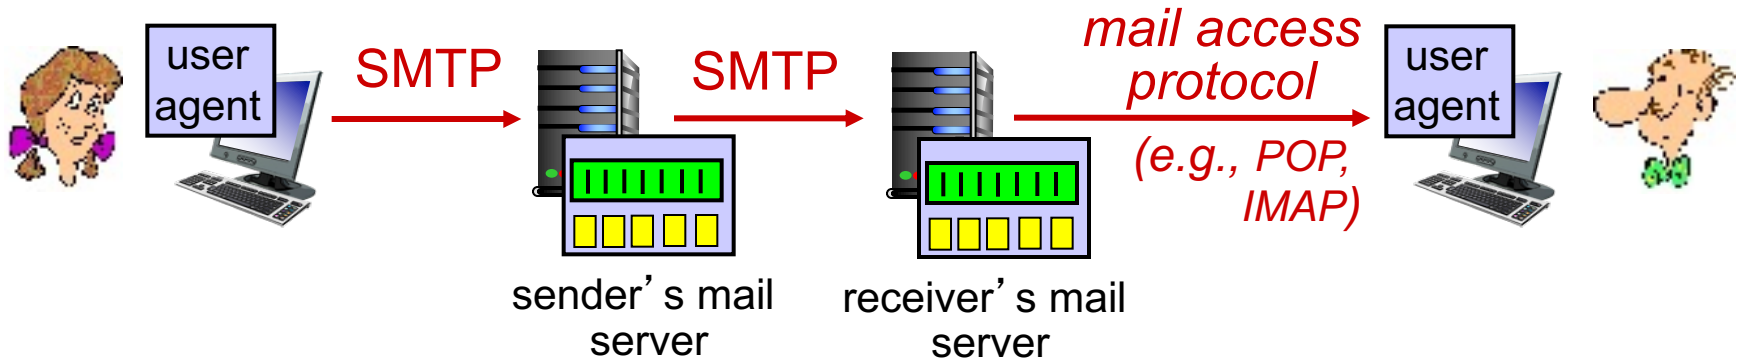 user
agent
SMTP
sender’s mail
server
SMTP
receiver’s mail
server
mail access
protocol
(e.g., POP,
IMAP)
user
agent